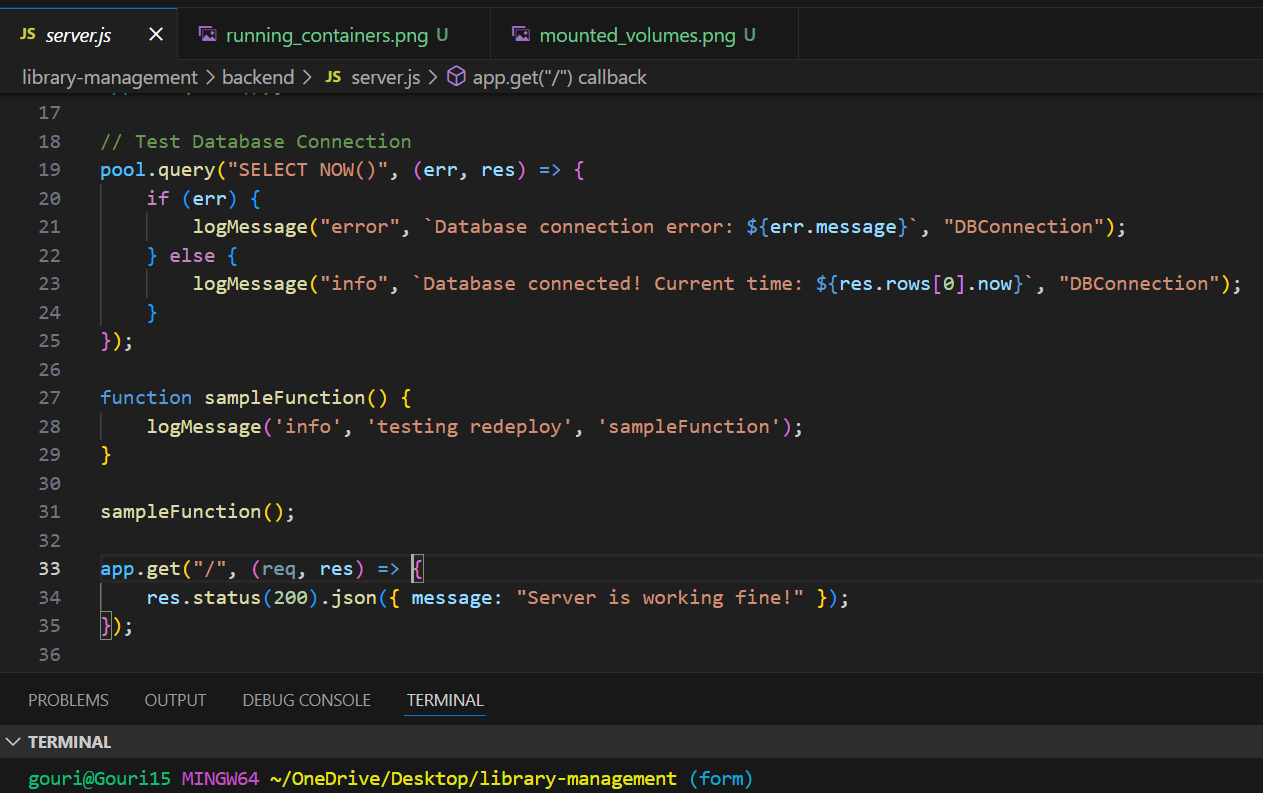 JS server.js × running_containers.png U mounted_volumes.png U
library-management > backend > JS server.js > app.get("/") callback
17
18 // Test Database Connection
19 pool.query("SELECT NOW()", (err, res) => {
20     if (err) {
21         logMessage("error", `Database connection error: ${err.message}`, "DBConnection");
22     } else {
23         logMessage("info", `Database connected! Current time: ${res.rows[0].now}`, "DBConnection");
24     }
25 });
26
27 function sampleFunction() {
28     logMessage('info', 'testing redeploy', 'sampleFunction');
29 }
30
31 sampleFunction();
32
33 app.get("/", (req, res) => {
34     res.status(200).json({ message: "Server is working fine!" });
35 });
36
PROBLEMS OUTPUT DEBUG CONSOLE TERMINAL
TERMINAL
gouri@Gouri15 MINGW64 ~/OneDrive/Desktop/library-management (form)